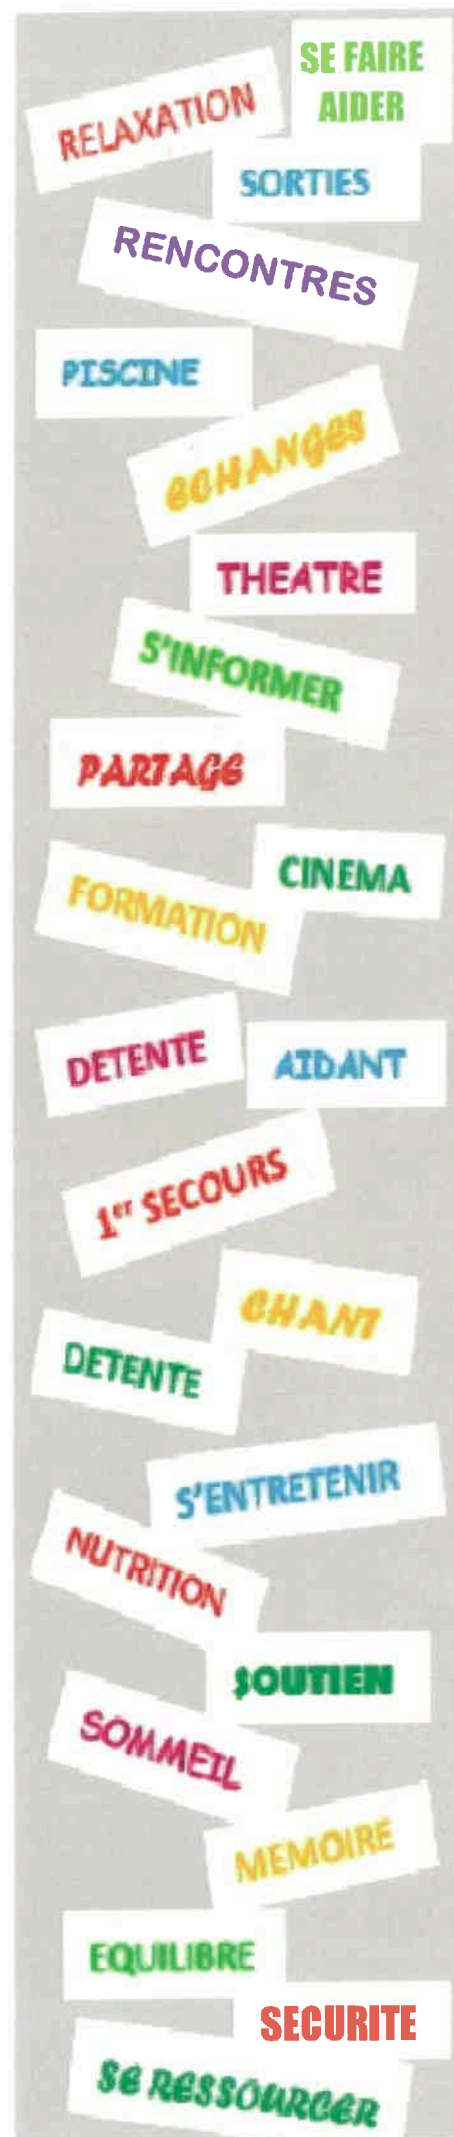 SE FAIRE
AIDER
RELAXATION
SORTIES
RENCONTRES
PISCINE
ECHANGES
THEATRE
S'INFORMER
PARTAGE
CINEMA
FORMATION
DETENTE
AIDANT
1er SECOURS
CHANT
DETENTE
S'ENTRETENIR
NUTRITION
SOUTIEN
SOMMEIL
MEMOIRE
EQUILIBRE
SECURITE
SE RESSOURCER